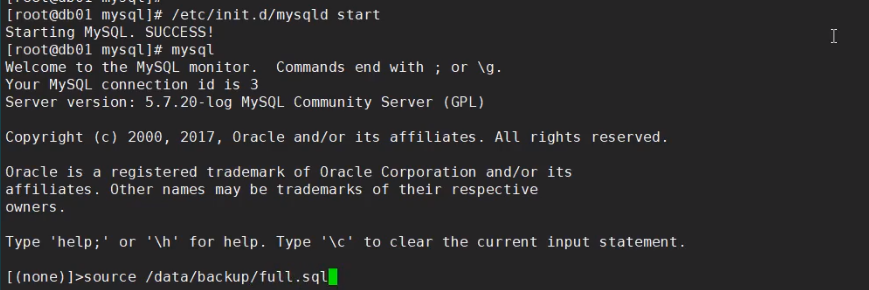 [root@db01 mysql]# /etc/init.d/mysqld start
Starting MySQL. SUCCESS!
[root@db01 mysql]# mysql
Welcome to the MySQL monitor.  Commands end with ; or \g.
Your MySQL connection id is 3
Server version: 5.7.20-log MySQL Community Server (GPL)
Copyright (c) 2000, 2017, Oracle and/or its affiliates. All rights reserved.
Oracle is a registered trademark of Oracle Corporation and/or its
affiliates. Other names may be trademarks of their respective
owners.
Type 'help;' or '\h' for help. Type '\c' to clear the current input statement.
[(none)]>source /data/backup/full.sql